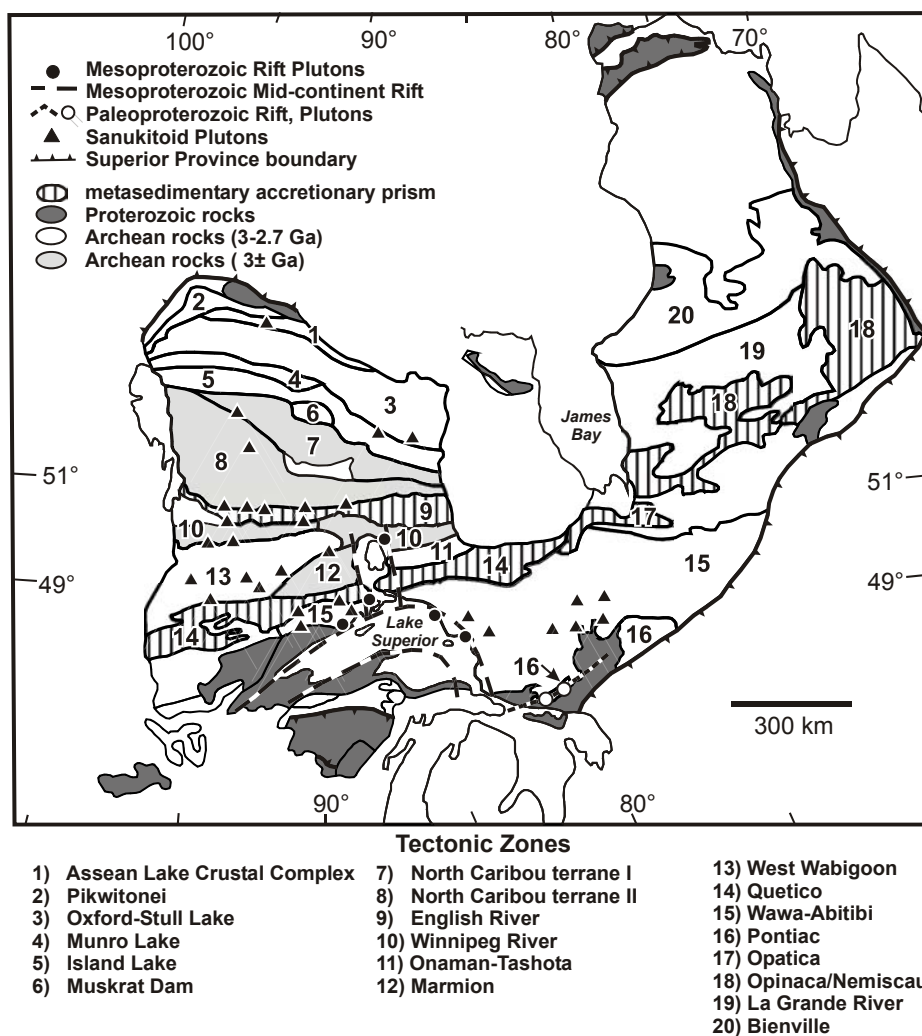 100° 90° 80° 70°
Mesoproterozoic Rift Plutons
Mesoproterozoic Mid-continent Rift
Paleoproterozoic Rift, Plutons
Sanukitoid Plutons
Superior Province boundary
metasedimentary accretionary prism
Proterozoic rocks
Archean rocks (3-2.7 Ga)
Archean rocks ( 3± Ga)
2
1
20
18
19
5
4
3
6
18
7
James
Bay
8
51°
51°
9
17
10
10
11
14
15
13
12
49°
49°
15
14
Lake
Superior
16
16
300 km
90° 80°
Tectonic Zones
1) Assean Lake Crustal Complex
2) Pikwitonei
3) Oxford-Stull Lake
4) Munro Lake
5) Island Lake
6) Muskrat Dam
7) North Caribou terrane I
8) North Caribou terrane II
9) English River
10) Winnipeg River
11) Onaman-Tashota
12) Marmion
13) West Wabigoon
14) Quetico
15) Wawa-Abitibi
16) Pontiac
17) Opatica
18) Opinaca/Nemiscau
19) La Grande River
20) Bienville